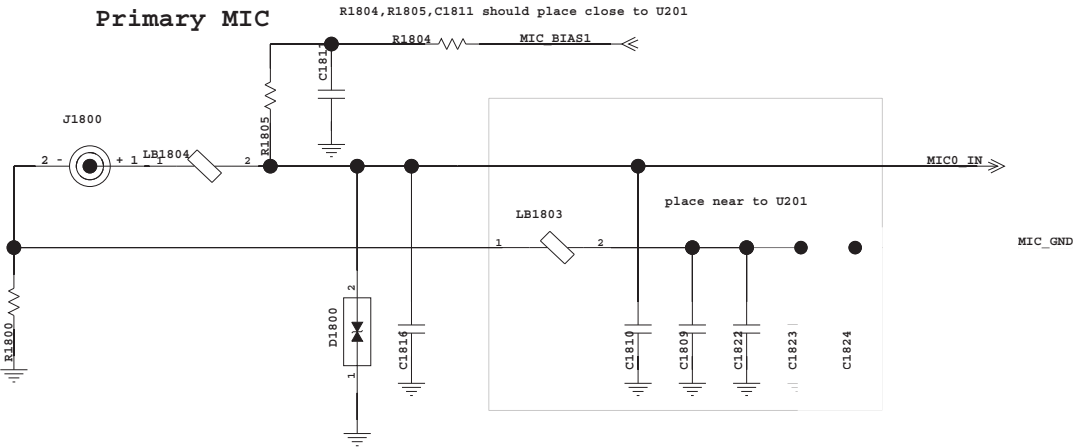 Primary MIC
R1804,R1805,C1811 should place close to U201
R1804
MIC_BIAS1
C1811
R1805
J1800
2 - + 1 1 LB1804 2
MIC0_IN
place near to U201
LB1803
1 2
MIC_GND
R1800
2
D1800
1
C1816
C1810
C1809
C1822
C1823
C1824